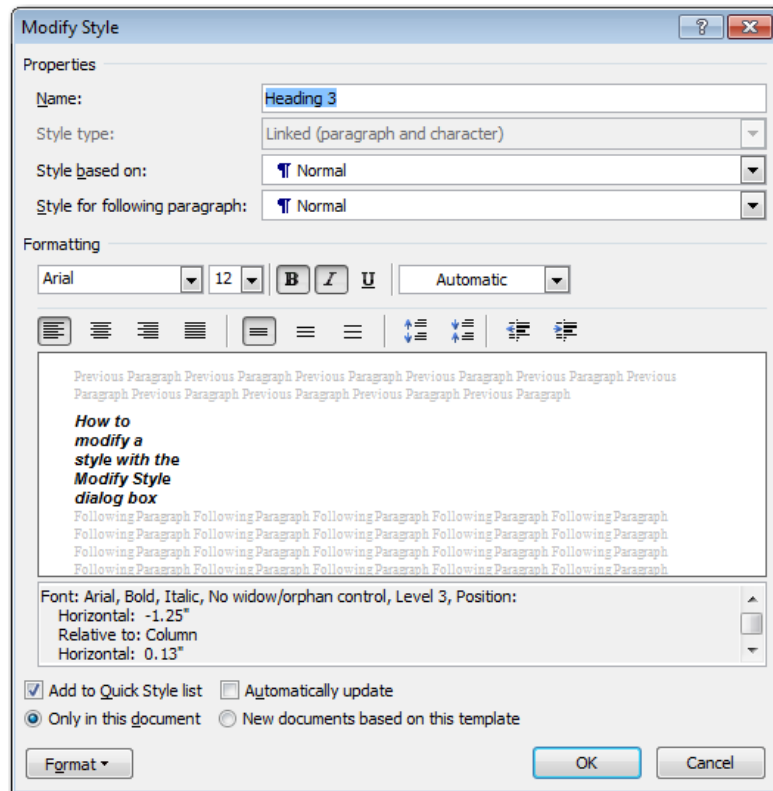 Modify Style
Properties
Name: Heading 3
Style type: Linked (paragraph and character)
Style based on: ¶ Normal
Style for following paragraph: ¶ Normal
Formatting
Arial 12 B I U Automatic
Previous Paragraph Previous Paragraph Previous Paragraph Previous Paragraph Previous Paragraph Previous
Paragraph Previous Paragraph Previous Paragraph Previous Paragraph Previous Paragraph
How to
modify a
style with the
Modify Style
dialog box
Following Paragraph Following Paragraph Following Paragraph Following Paragraph Following Paragraph
Following Paragraph Following Paragraph Following Paragraph Following Paragraph Following Paragraph
Following Paragraph Following Paragraph Following Paragraph Following Paragraph Following Paragraph
Following Paragraph Following Paragraph Following Paragraph Following Paragraph Following Paragraph
Font: Arial, Bold, Italic, No widow/orphan control, Level 3, Position:
Horizontal: -1.25"
Relative to: Column
Horizontal: 0.13"
Add to Quick Style list Automatically update
Only in this document New documents based on this template
Format OK Cancel